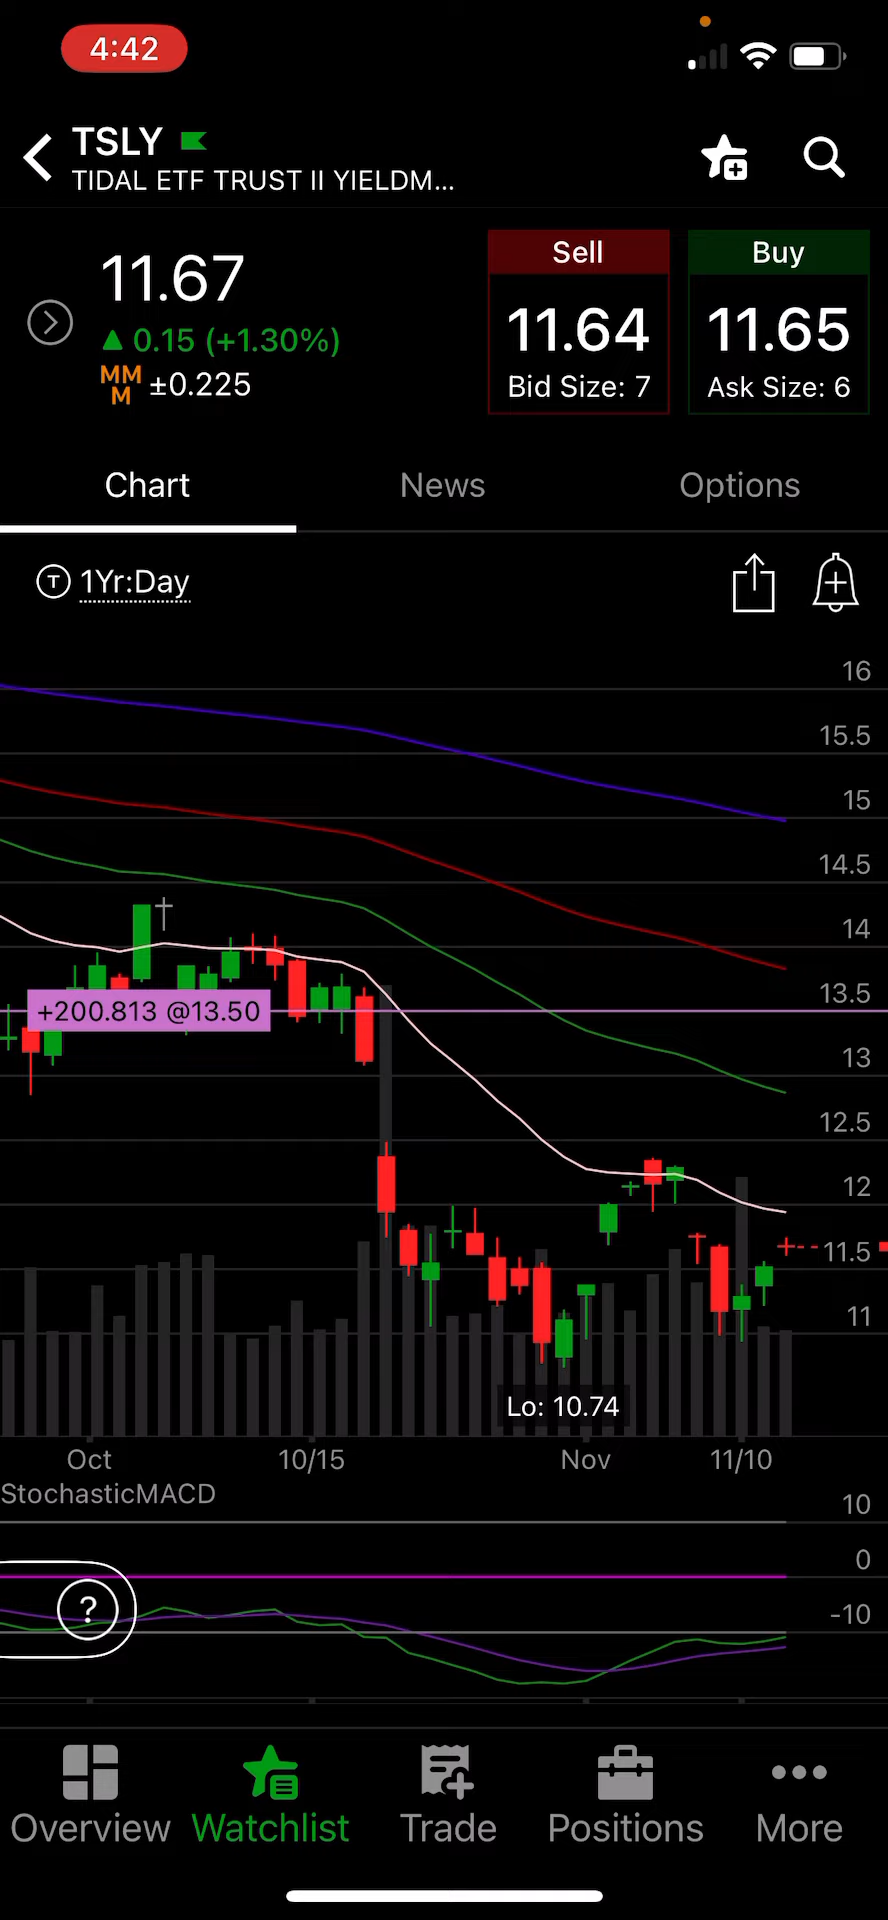 4:42
TSLY
TIDAL ETF TRUST II YIELDM...
11.67
0.15 (+1.30%)
MMM ±0.225
Sell
11.64
Bid Size: 7
Buy
11.65
Ask Size: 6
Chart
News
Options
T 1Yr:Day
16
15.5
15
14.5
14
13.5
+200.813 @13.50
13
12.5
12
11.5
11
Lo: 10.74
Oct
10/15
Nov
11/10
StochasticMACD
10
0
-10
?
Overview
Watchlist
Trade
Positions
More